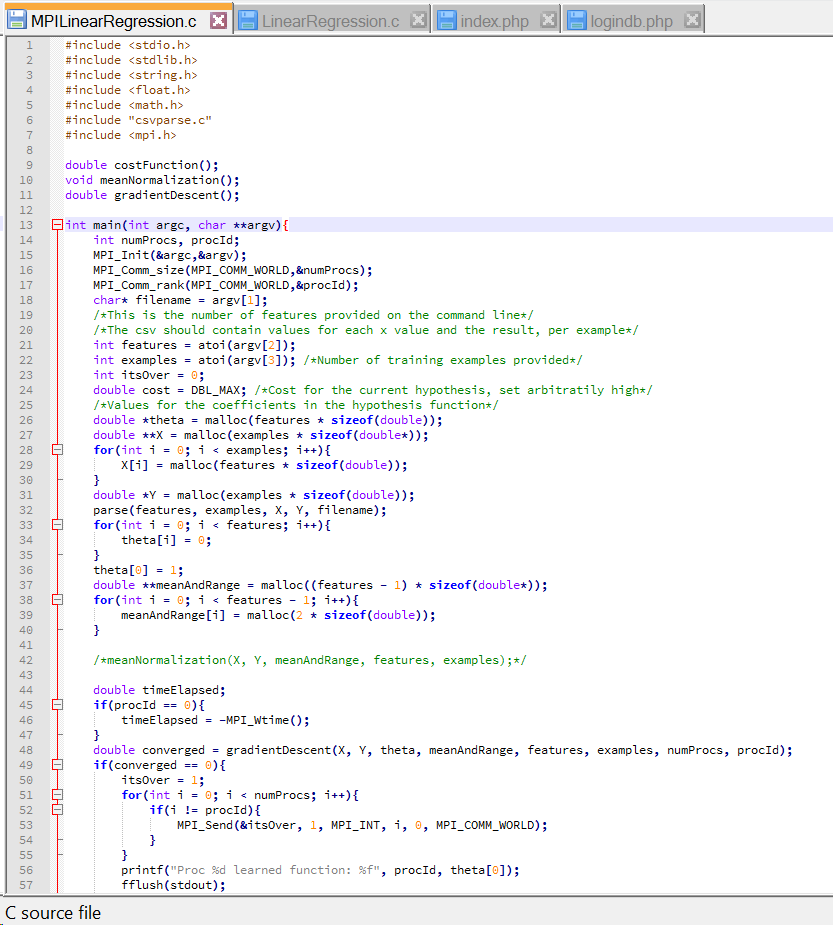 MPILinearRegression.c LinearRegression.c index.php logindb.php
1 #include <stdio.h>
2 #include <stdlib.h>
3 #include <string.h>
4 #include <float.h>
5 #include <math.h>
6 #include "csvparse.c"
7 #include <mpi.h>
8
9 double costFunction();
10 void meanNormalization();
11 double gradientDescent();
12
13 int main(int argc, char **argv){
14 int numProcs, procId;
15 MPI_Init(&argc,&argv);
16 MPI_Comm_size(MPI_COMM_WORLD,&numProcs);
17 MPI_Comm_rank(MPI_COMM_WORLD,&procId);
18 char* filename = argv[1];
19 /*This is the number of features provided on the command line*/
20 /*The csv should contain values for each x value and the result, per example*/
21 int features = atoi(argv[2]);
22 int examples = atoi(argv[3]); /*Number of training examples provided*/
23 int itsOver = 0;
24 double cost = DBL_MAX; /*Cost for the current hypothesis, set arbitratily high*/
25 /*Values for the coefficients in the hypothesis function*/
26 double *theta = malloc(features * sizeof(double));
27 double **X = malloc(examples * sizeof(double*));
28 for(int i = 0; i < examples; i++){
29 X[i] = malloc(features * sizeof(double));
30 }
31 double *Y = malloc(examples * sizeof(double));
32 parse(features, examples, X, Y, filename);
33 for(int i = 0; i < features; i++){
34 theta[i] = 0;
35 }
36 theta[0] = 1;
37 double **meanAndRange = malloc((features - 1) * sizeof(double*));
38 for(int i = 0; i < features - 1; i++){
39 meanAndRange[i] = malloc(2 * sizeof(double));
40 }
41
42 /*meanNormalization(X, Y, meanAndRange, features, examples);*/
43
44 double timeElapsed;
45 if(procId == 0){
46 timeElapsed = -MPI_Wtime();
47 }
48 double converged = gradientDescent(X, Y, theta, meanAndRange, features, examples, numProcs, procId);
49 if(converged == 0){
50 itsOver = 1;
51 for(int i = 0; i < numProcs; i++){
52 if(i != procId){
53 MPI_Send(&itsOver, 1, MPI_INT, i, 0, MPI_COMM_WORLD);
54 }
55 }
56 printf("Proc %d learned function: %f", procId, theta[0]);
57 fflush(stdout);
C source file